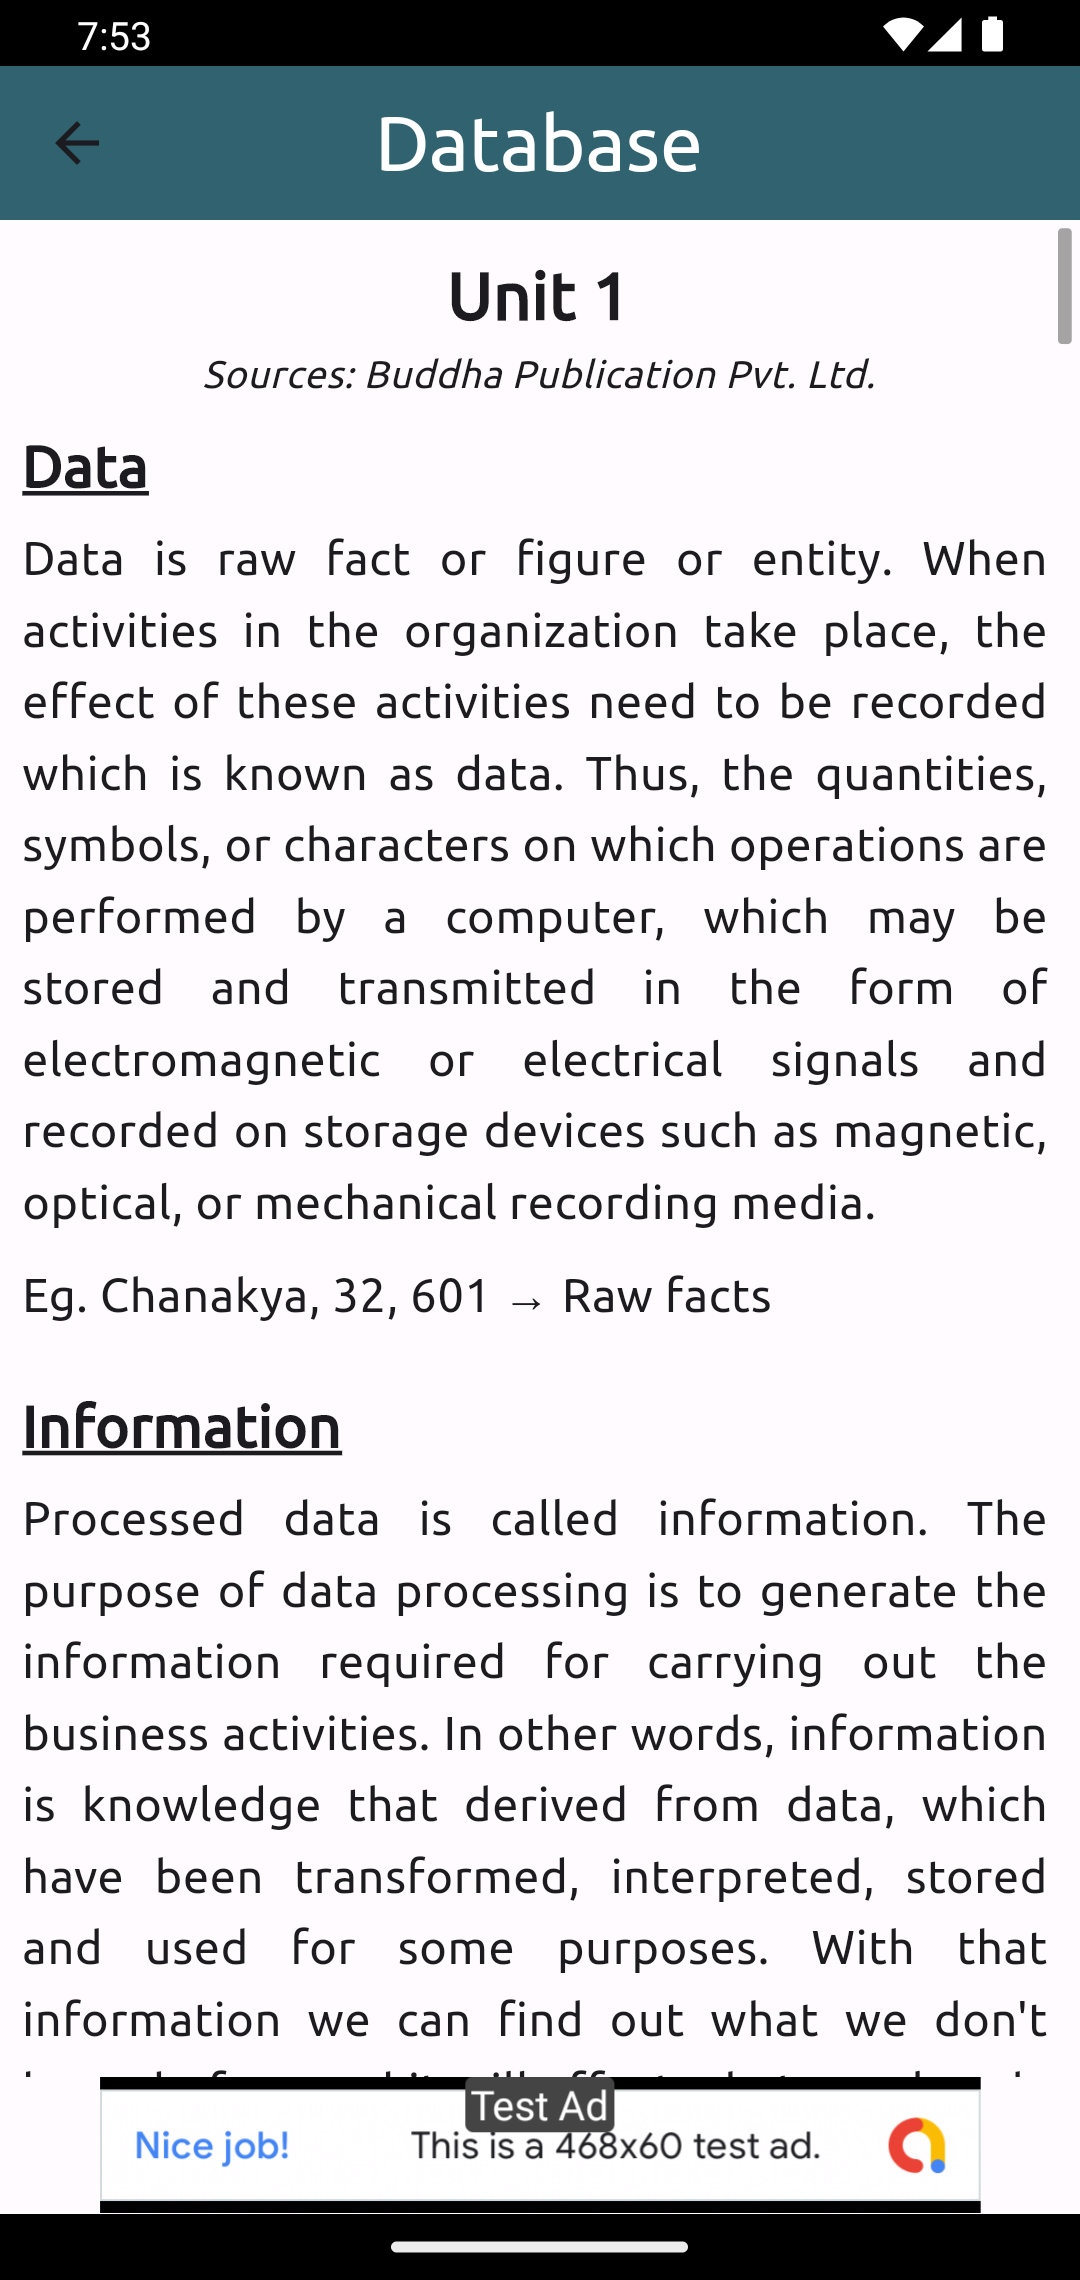 7:53
Database
Unit 1
Sources: Buddha Publication Pvt. Ltd.
Data
Data is raw fact or figure or entity. When
activities in the organization take place, the
effect of these activities need to be recorded
which is known as data. Thus, the quantities,
symbols, or characters on which operations are
performed by a computer, which may be
stored and transmitted in the form of
electromagnetic or electrical signals and
recorded on storage devices such as magnetic,
optical, or mechanical recording media.
Eg. Chanakya, 32, 601 → Raw facts
Information
Processed data is called information. The
purpose of data processing is to generate the
information required for carrying out the
business activities. In other words, information
is knowledge that derived from data, which
have been transformed, interpreted, stored
and used for some purposes. With that
information we can find out what we don't
Test Ad
Nice job! This is a 468x60 test ad.